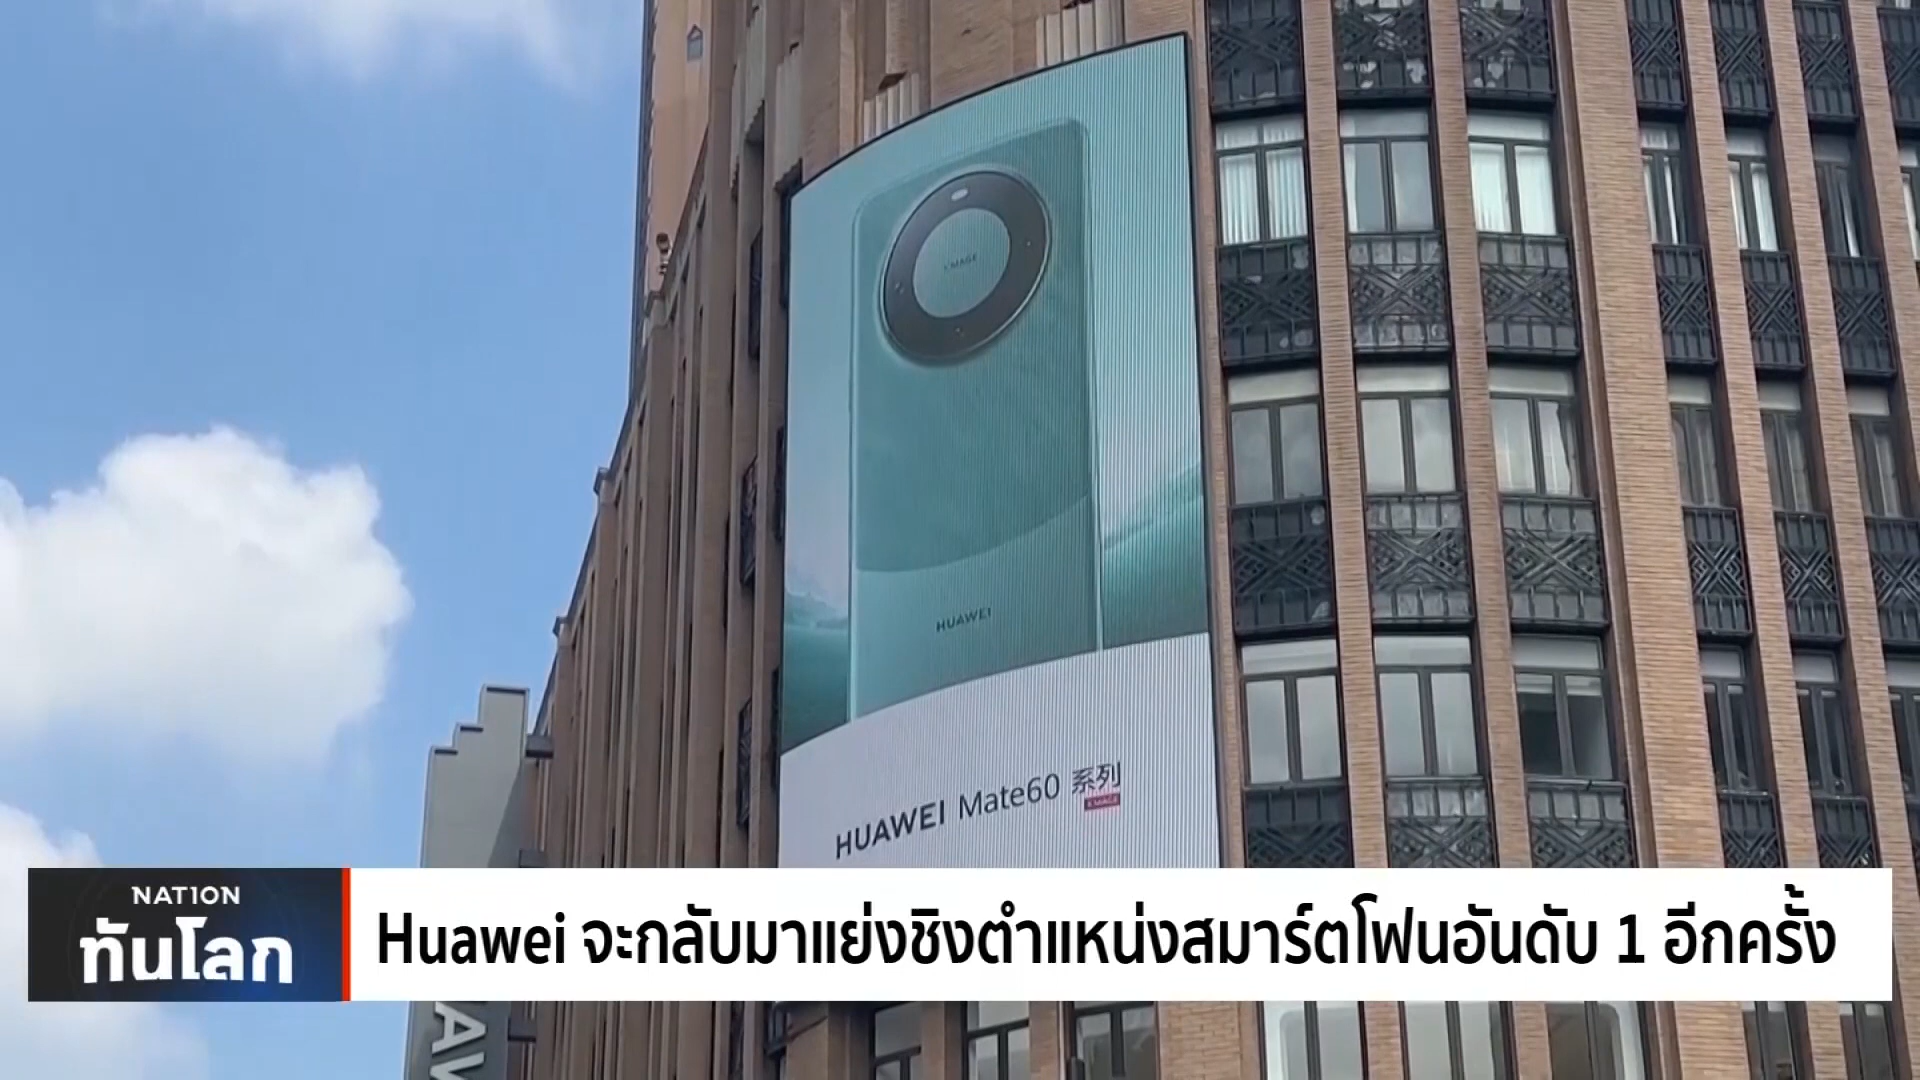 XMAGE
HUAWEI
HUAWEI Mate60 系列
XMAGE
NATION
ทันโลก
Huawei จะกลับมาแย่งชิงตำแหน่งสมาร์ตโฟนอันดับ 1 อีกครั้ง